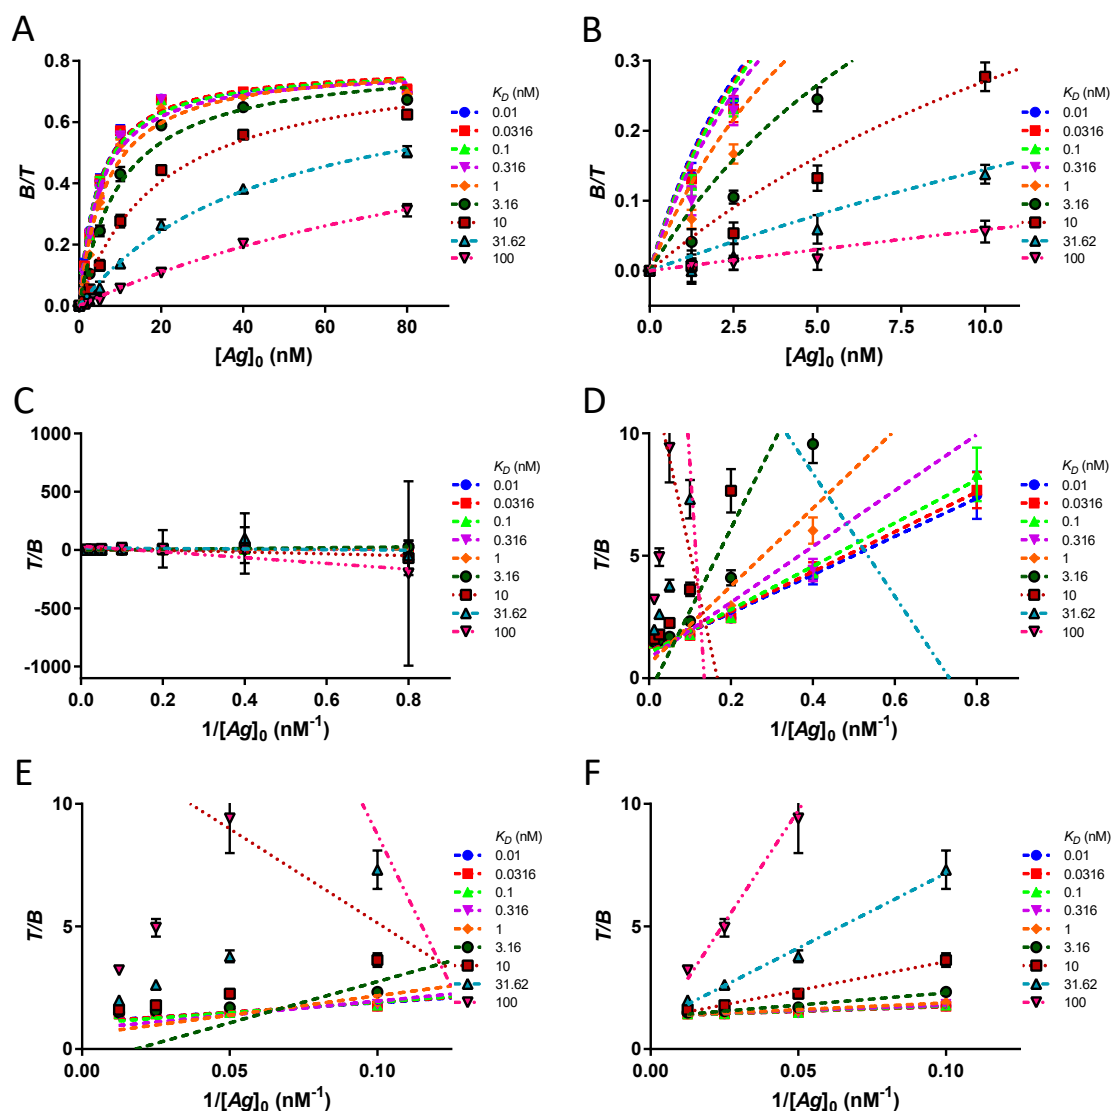 A
B/T
0.8
0.6
0.4
0.2
0.0
0 20 40 60 80
[Ag]0 (nM)
KD (nM)
0.01
0.0316
0.1
0.316
1
3.16
10
31.62
100
B
B/T
0.3
0.2
0.1
0.0
0.0 2.5 5.0 7.5 10.0
[Ag]0 (nM)
KD (nM)
0.01
0.0316
0.1
0.316
1
3.16
10
31.62
100
C
T/B
1000
500
0
-500
-1000
0.0 0.2 0.4 0.6 0.8
1/[Ag]0 (nM-1)
KD (nM)
0.01
0.0316
0.1
0.316
1
3.16
10
31.62
100
D
T/B
10
5
0
0.0 0.2 0.4 0.6 0.8
1/[Ag]0 (nM-1)
KD (nM)
0.01
0.0316
0.1
0.316
1
3.16
10
31.62
100
E
T/B
10
5
0
0.00 0.05 0.10
1/[Ag]0 (nM-1)
KD (nM)
0.01
0.0316
0.1
0.316
1
3.16
10
31.62
100
F
T/B
10
5
0
0.00 0.05 0.10
1/[Ag]0 (nM-1)
KD (nM)
0.01
0.0316
0.1
0.316
1
3.16
10
31.62
100